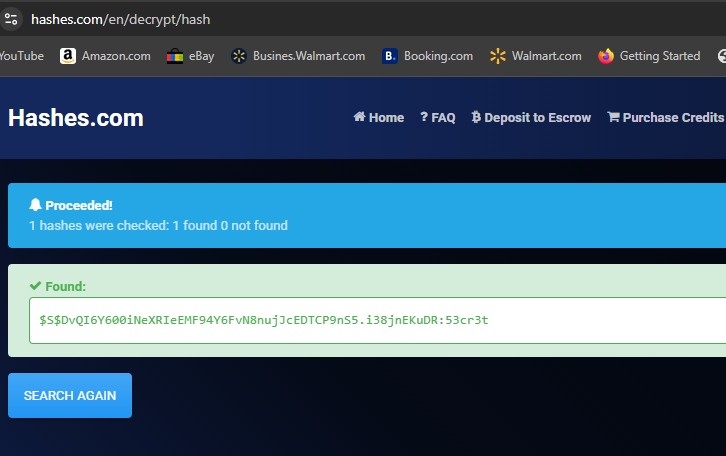 hashes.com/en/decrypt/hash
YouTube Amazon.com eBay Busines.Walmart.com Booking.com Walmart.com Getting Started
Hashes.com Home FAQ Deposit to Escrow Purchase Credits
Proceeded!
1 hashes were checked: 1 found 0 not found
Found:
$S$DvQI6Y600iNeXRIeEMF94Y6FvN8nujJcEDTCP9nS5.i38jnEKuDR:53cr3t
SEARCH AGAIN